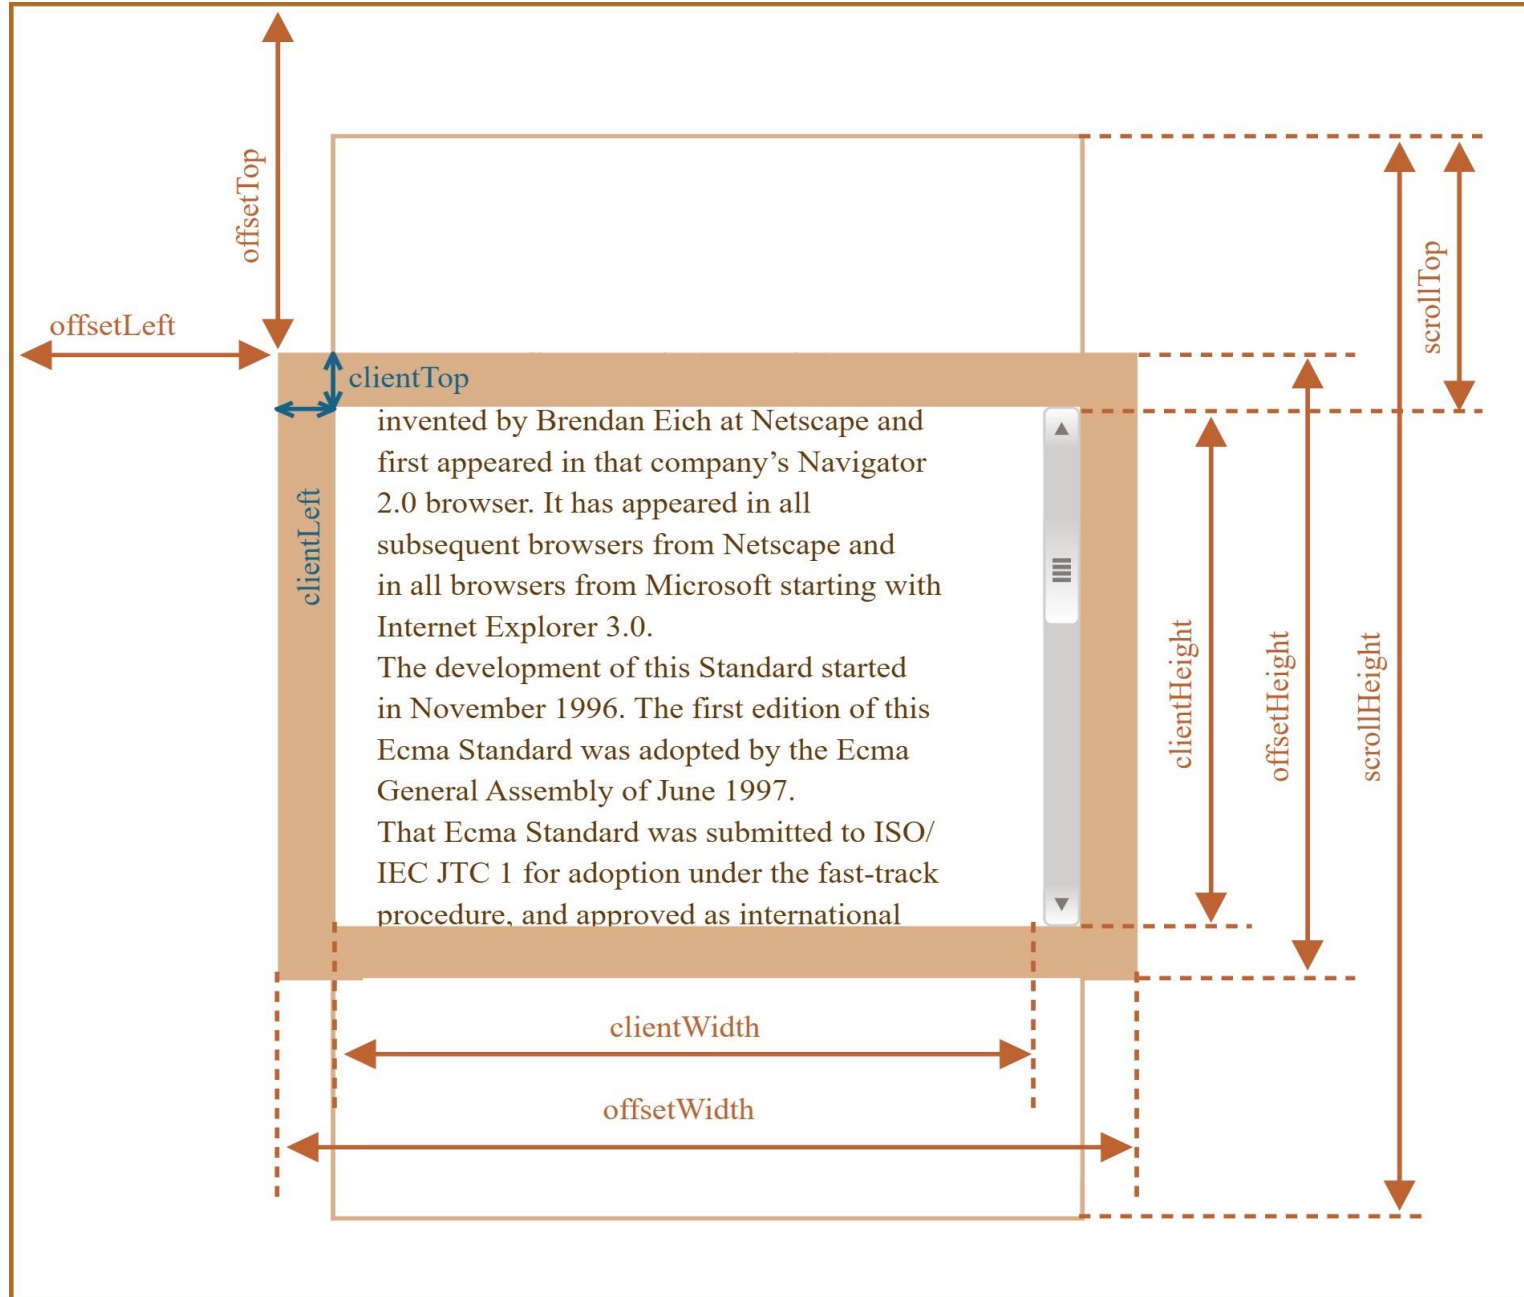 offsetTop
offsetLeft
scrollTop
clientTop
clientLeft
invented by Brendan Eich at Netscape and
first appeared in that company’s Navigator
2.0 browser. It has appeared in all
subsequent browsers from Netscape and
in all browsers from Microsoft starting with
Internet Explorer 3.0.
The development of this Standard started
in November 1996. The first edition of this
Ecma Standard was adopted by the Ecma
General Assembly of June 1997.
That Ecma Standard was submitted to ISO/
IEC JTC 1 for adoption under the fast-track
procedure, and approved as international
clientHeight
offsetHeight
scrollHeight
clientWidth
offsetWidth